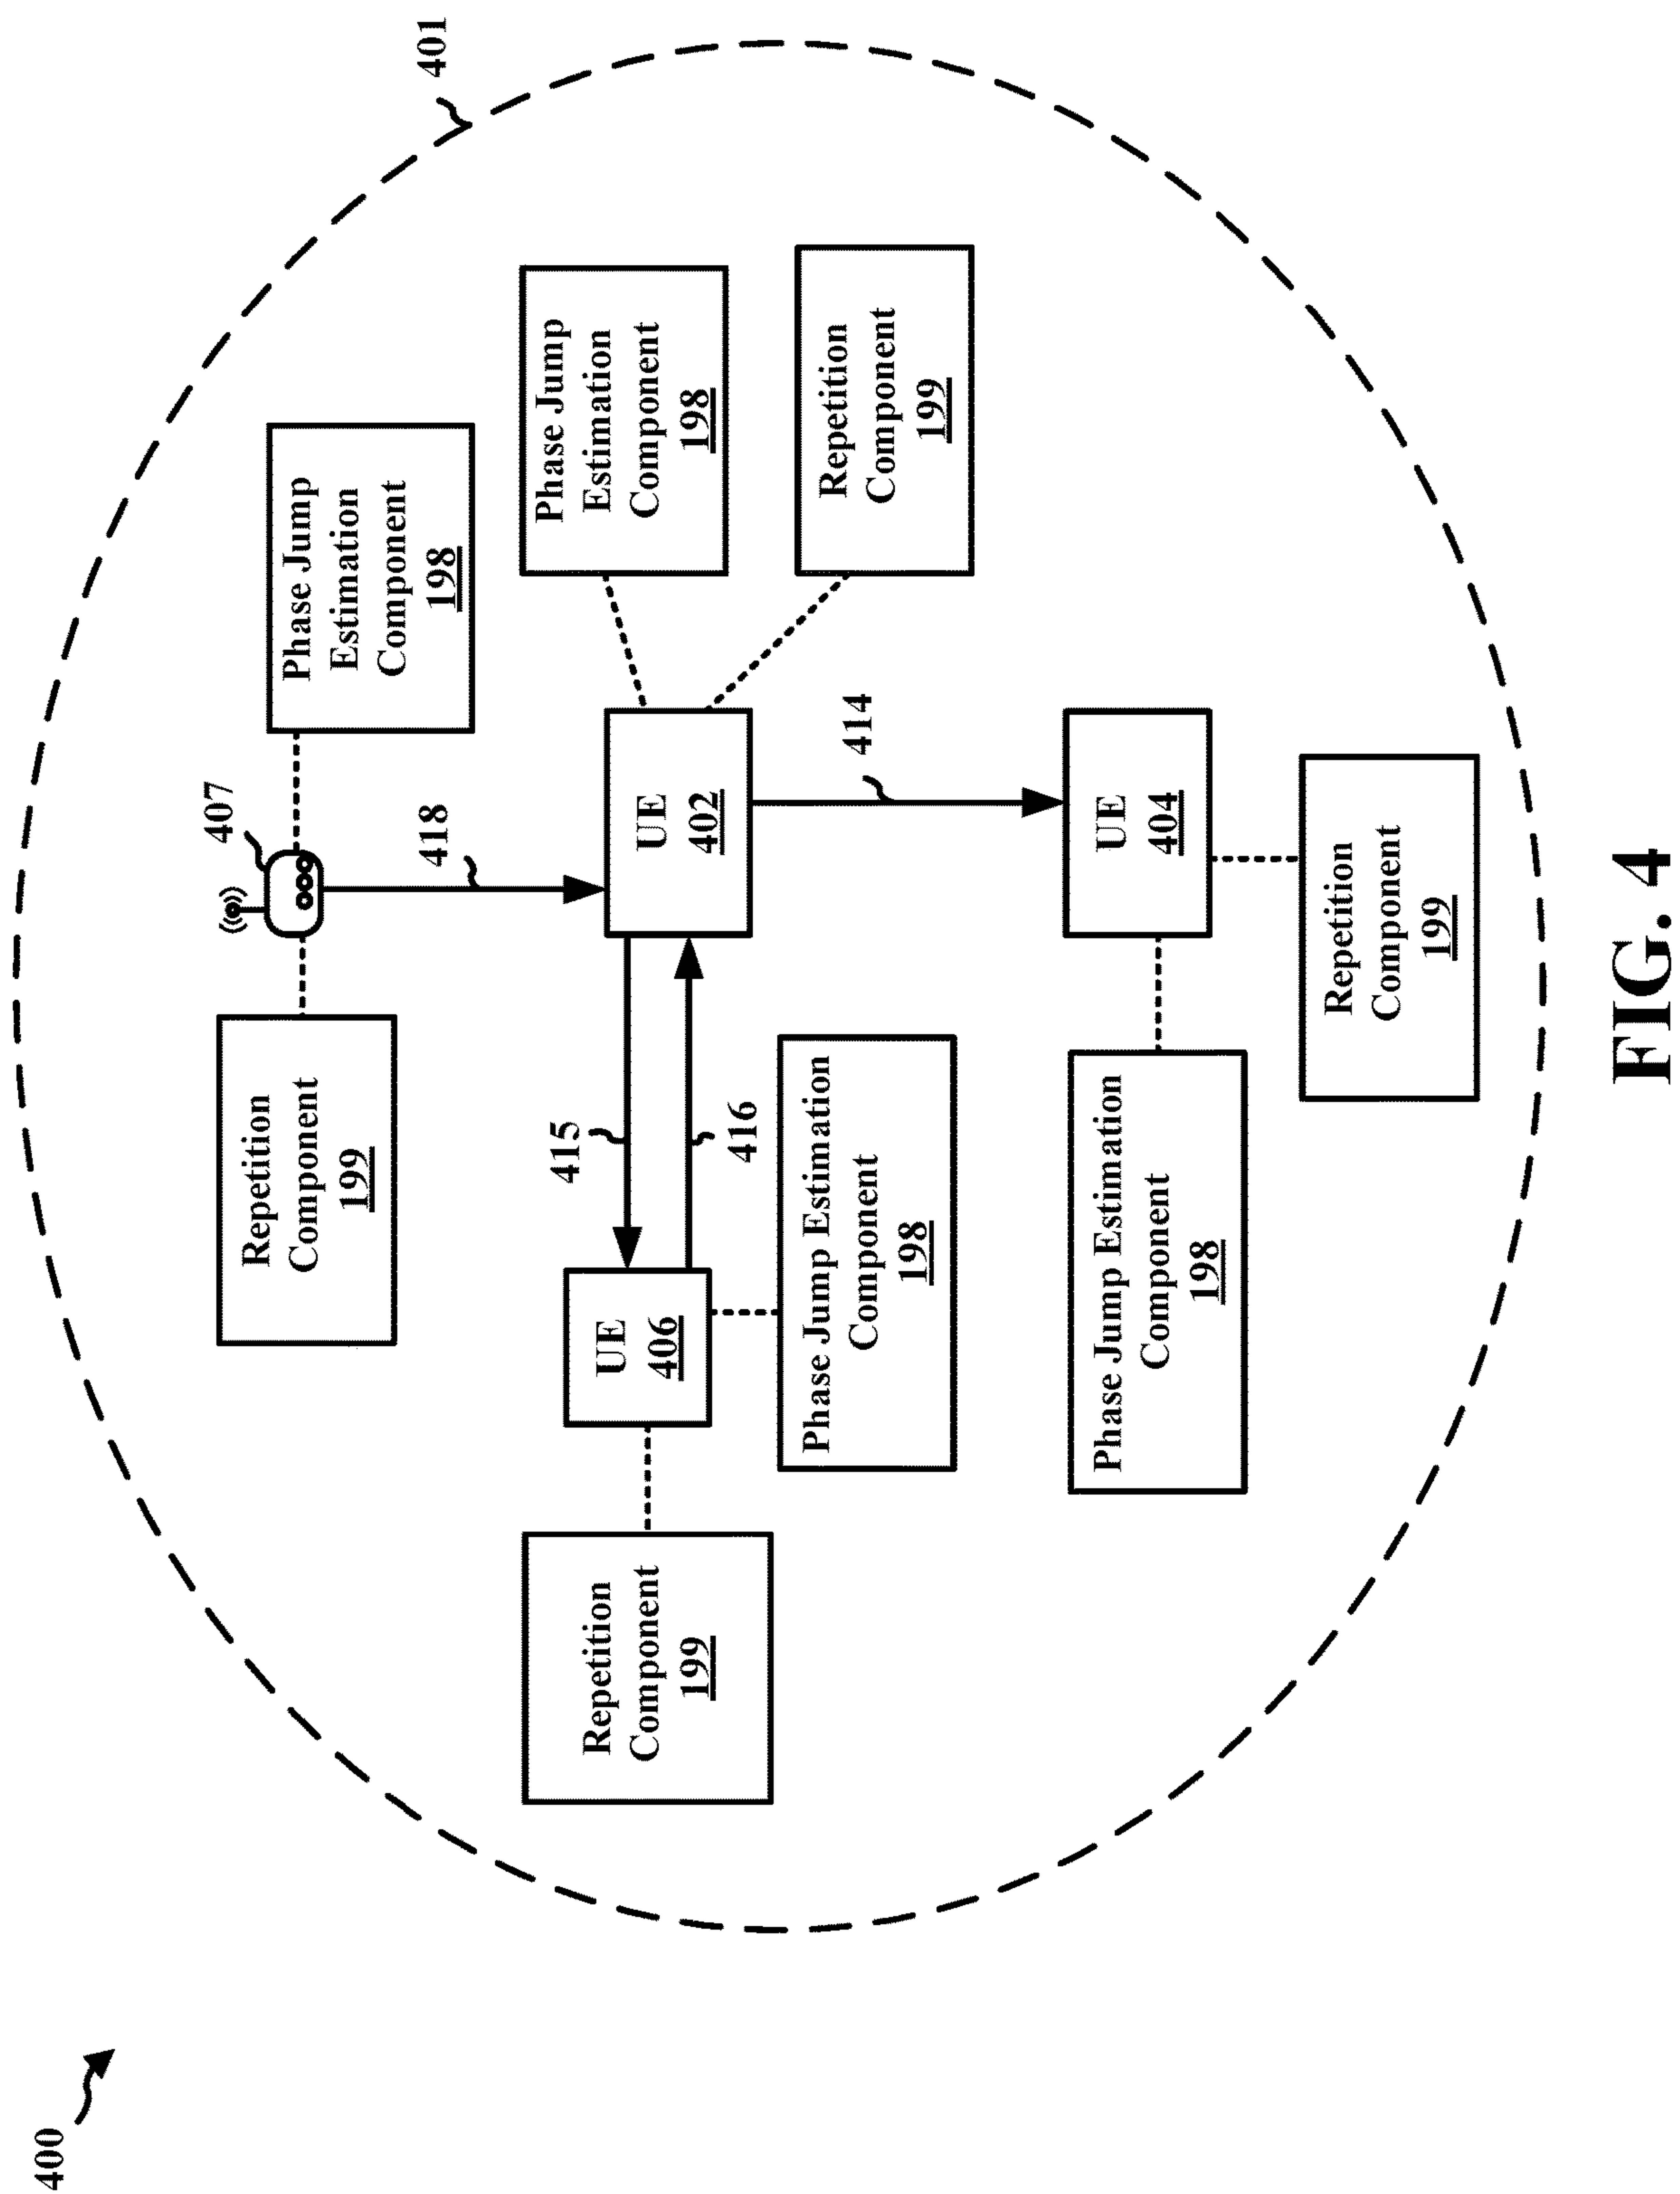 400
401
407
Repetition
Component
199
Phase Jump
Estimation
Component
198
418
Phase Jump
Estimation
Component
198
Repetition
Component
199
UE
402
415
416
414
UE
406
Repetition
Component
199
Phase Jump Estimation
Component
198
UE
404
Phase Jump Estimation
Component
198
Repetition
Component
199
FIG. 4